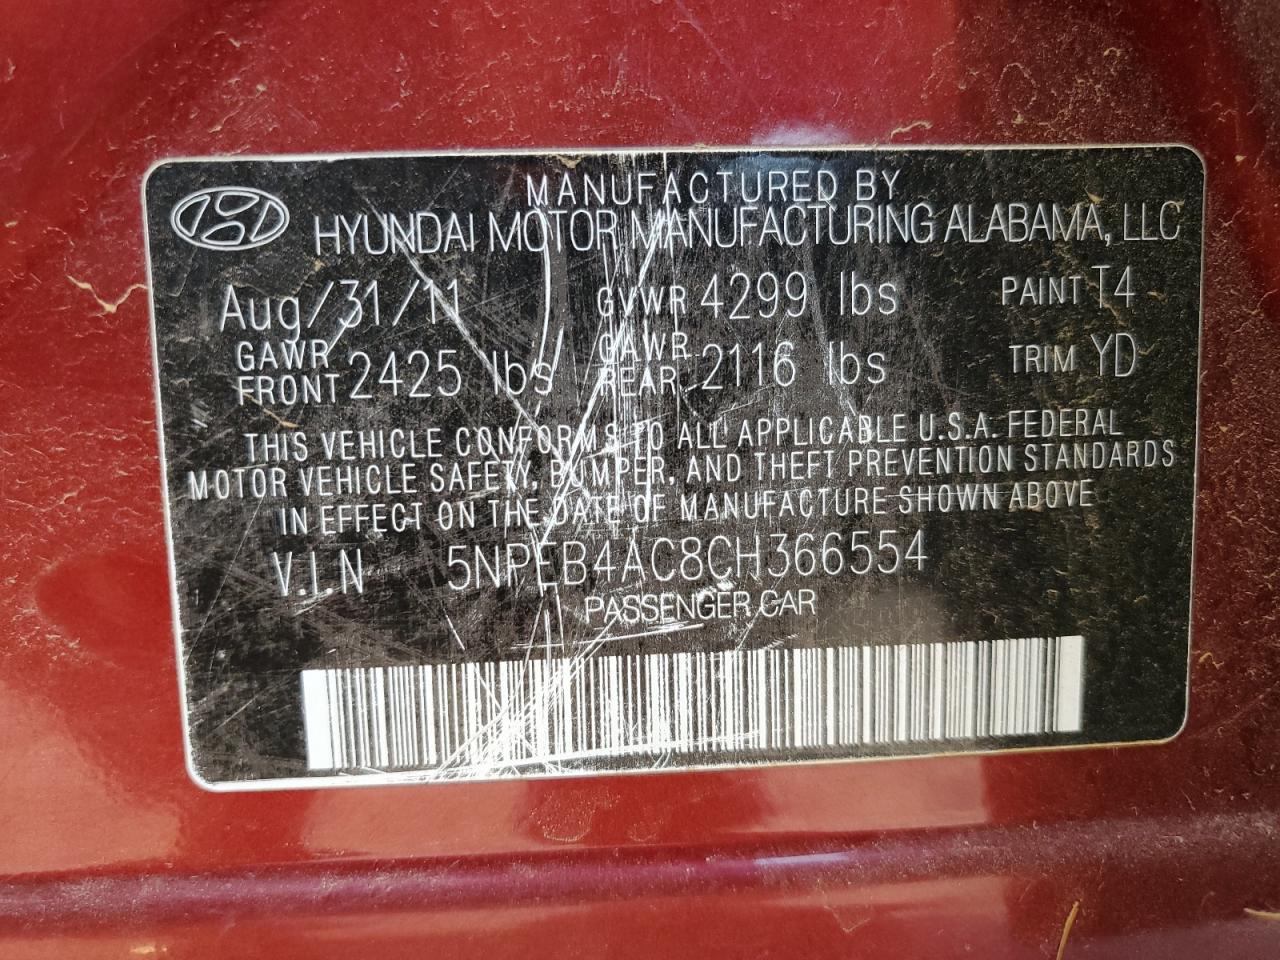 MANUFACTURED BY
HYUNDAI MOTOR MANUFACTURING ALABAMA, LLC
Aug/31/11 GVWR 4299 lbs PAINT T4
GAWR FRONT 2425 lbs GAWR REAR 2116 lbs TRIM YD
THIS VEHICLE CONFORMS TO ALL APPLICABLE U.S.A. FEDERAL
MOTOR VEHICLE SAFETY, BUMPER, AND THEFT PREVENTION STANDARDS
IN EFFECT ON THE DATE OF MANUFACTURE SHOWN ABOVE
V.I.N 5NPEB4AC8CH366554
PASSENGER CAR